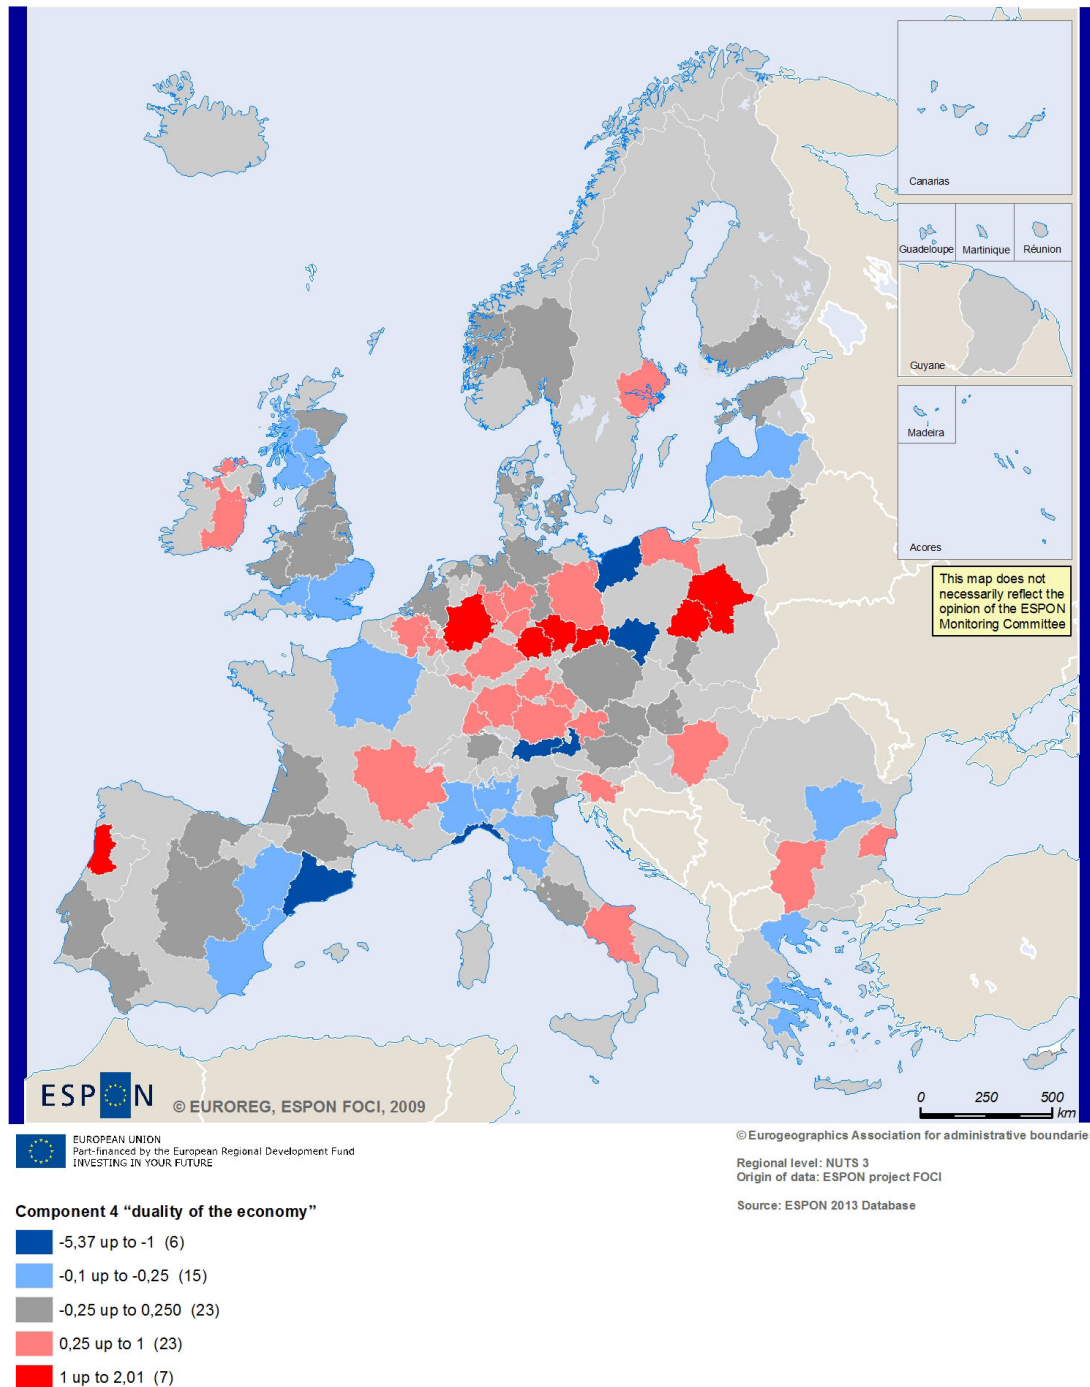 Canarias
Guadeloupe
Martinique
Réunion
Guyane
Madeira
Acores
This map does not
necessarily reflect the
opinion of the ESPON
Monitoring Committee
ESPON
© EUROREG, ESPON FOCI, 2009
0 250 500
km
EUROPEAN UNION
Part-financed by the European Regional Development Fund
INVESTING IN YOUR FUTURE
© Eurogeographics Association for administrative boundarie
Regional level: NUTS 3
Origin of data: ESPON project FOCI
Source: ESPON 2013 Database
Component 4 “duality of the economy”
-5,37 up to -1 (6)
-0,1 up to -0,25 (15)
-0,25 up to 0,250 (23)
0,25 up to 1 (23)
1 up to 2,01 (7)